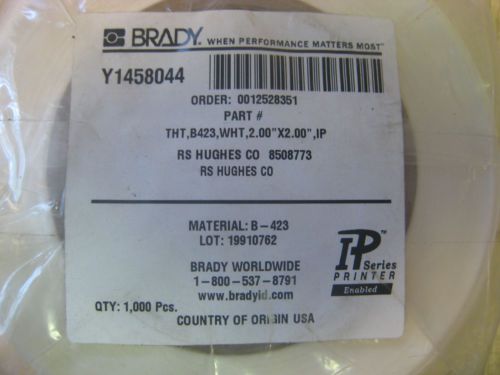 BRADY. WHEN PERFORMANCE MATTERS MOST™
Y1458044
ORDER: 0012528351
PART #
THT,B423,WHT,2.00"X2.00",IP
RS HUGHES CO 8508773
RS HUGHES CO
MATERIAL: B-423
LOT: 19910762
BRADY WORLDWIDE
1-800-537-8791
www.bradyid.com
IP™ Series
PRINTER
Enabled
QTY: 1,000 Pcs.
COUNTRY OF ORIGIN USA